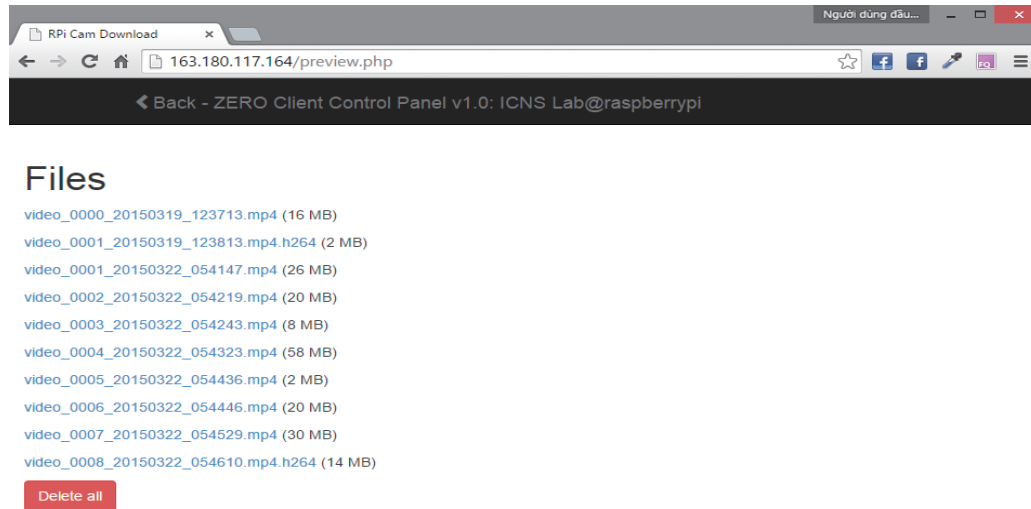 Người dùng đầu...
RPi Cam Download
163.180.117.164/preview.php
FQ
Back - ZERO Client Control Panel v1.0: ICNS Lab@raspberrypi
Files
video_0000_20150319_123713.mp4 (16 MB)
video_0001_20150319_123813.mp4.h264 (2 MB)
video_0001_20150322_054147.mp4 (26 MB)
video_0002_20150322_054219.mp4 (20 MB)
video_0003_20150322_054243.mp4 (8 MB)
video_0004_20150322_054323.mp4 (58 MB)
video_0005_20150322_054436.mp4 (2 MB)
video_0006_20150322_054446.mp4 (20 MB)
video_0007_20150322_054529.mp4 (30 MB)
video_0008_20150322_054610.mp4.h264 (14 MB)
Delete all